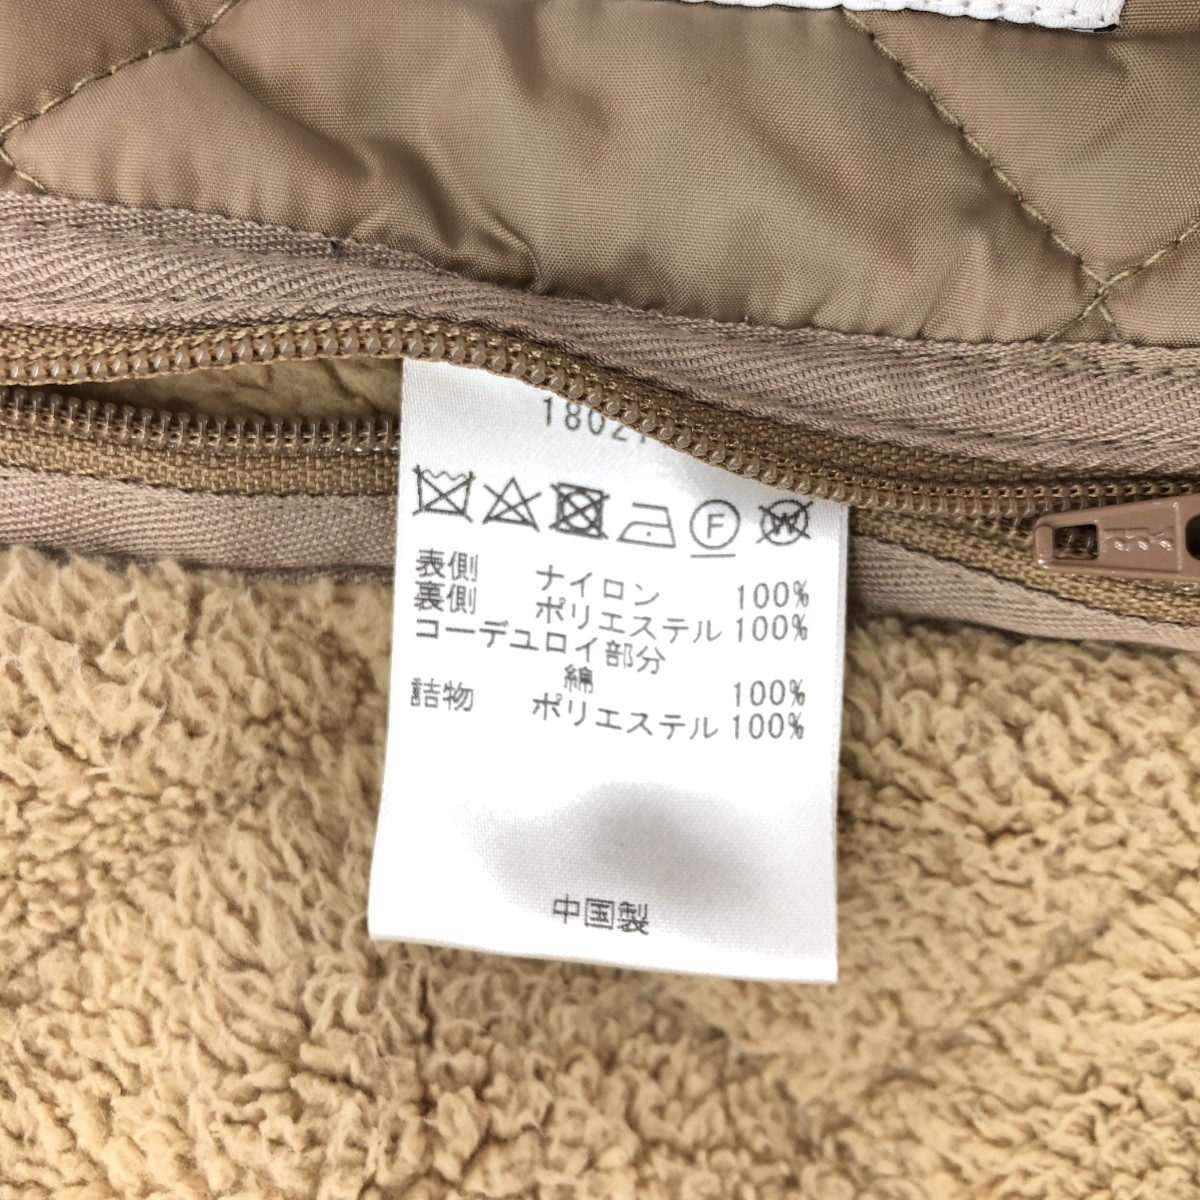 18021
F
W
表側 ナイロン 100%
裏側 ポリエステル 100%
コーデュロイ部分
綿 100%
詰物 ポリエステル 100%
中国製